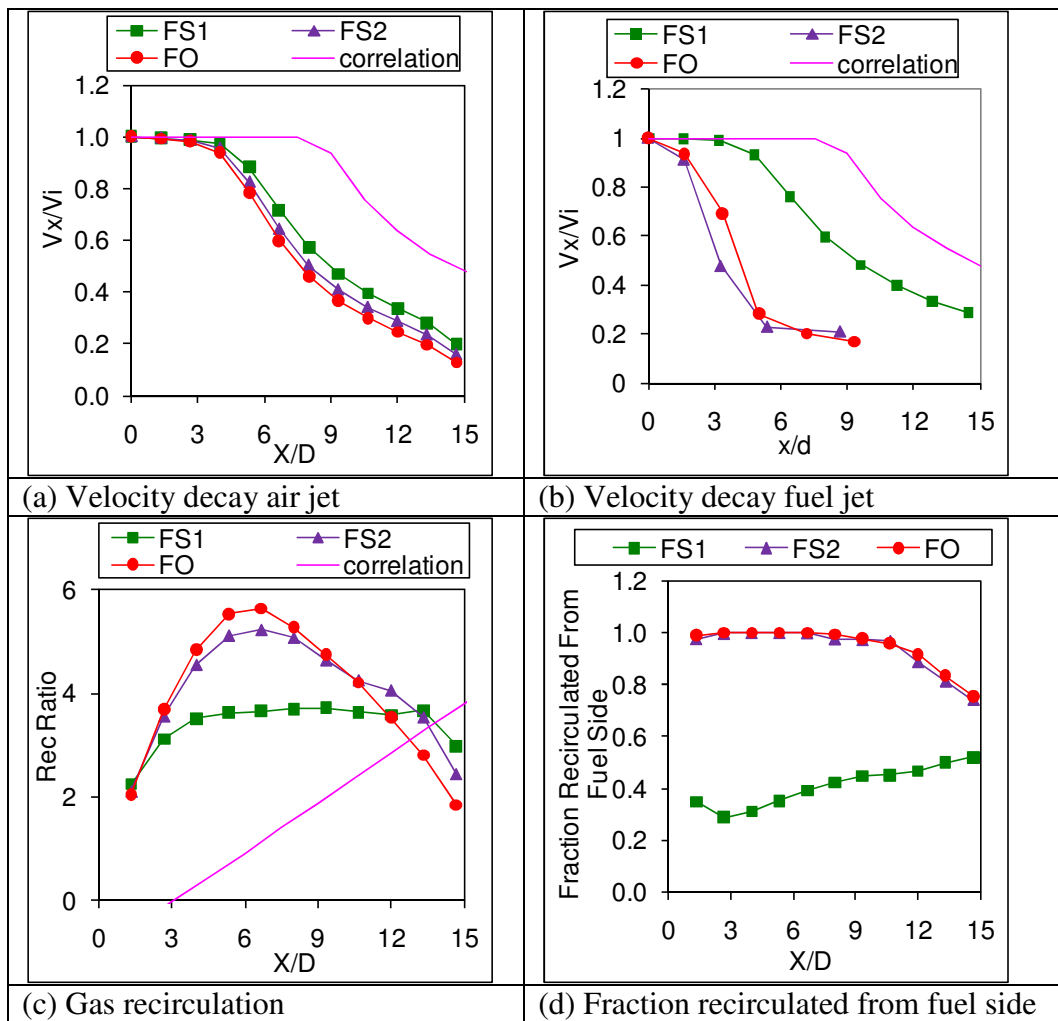 FS1 FS2
FO correlation
1.2
1.0
0.8
0.6
0.4
0.2
0.0
Vx/Vi
0 3 6 9 12 15
X/D
(a) Velocity decay air jet
FS1 FS2
FO correlation
1.2
1
0.8
0.6
0.4
0.2
0
Vx/Vi
0 3 6 9 12 15
x/d
(b) Velocity decay fuel jet
FS1 FS2
FO correlation
6
4
2
0
Rec Ratio
0 3 6 9 12 15
X/D
(c) Gas recirculation
FS1 FS2 FO
1.2
1.0
0.8
0.6
0.4
0.2
0.0
Fraction Recirculated From
Fuel Side
0 3 6 9 12 15
X/D
(d) Fraction recirculated from fuel side